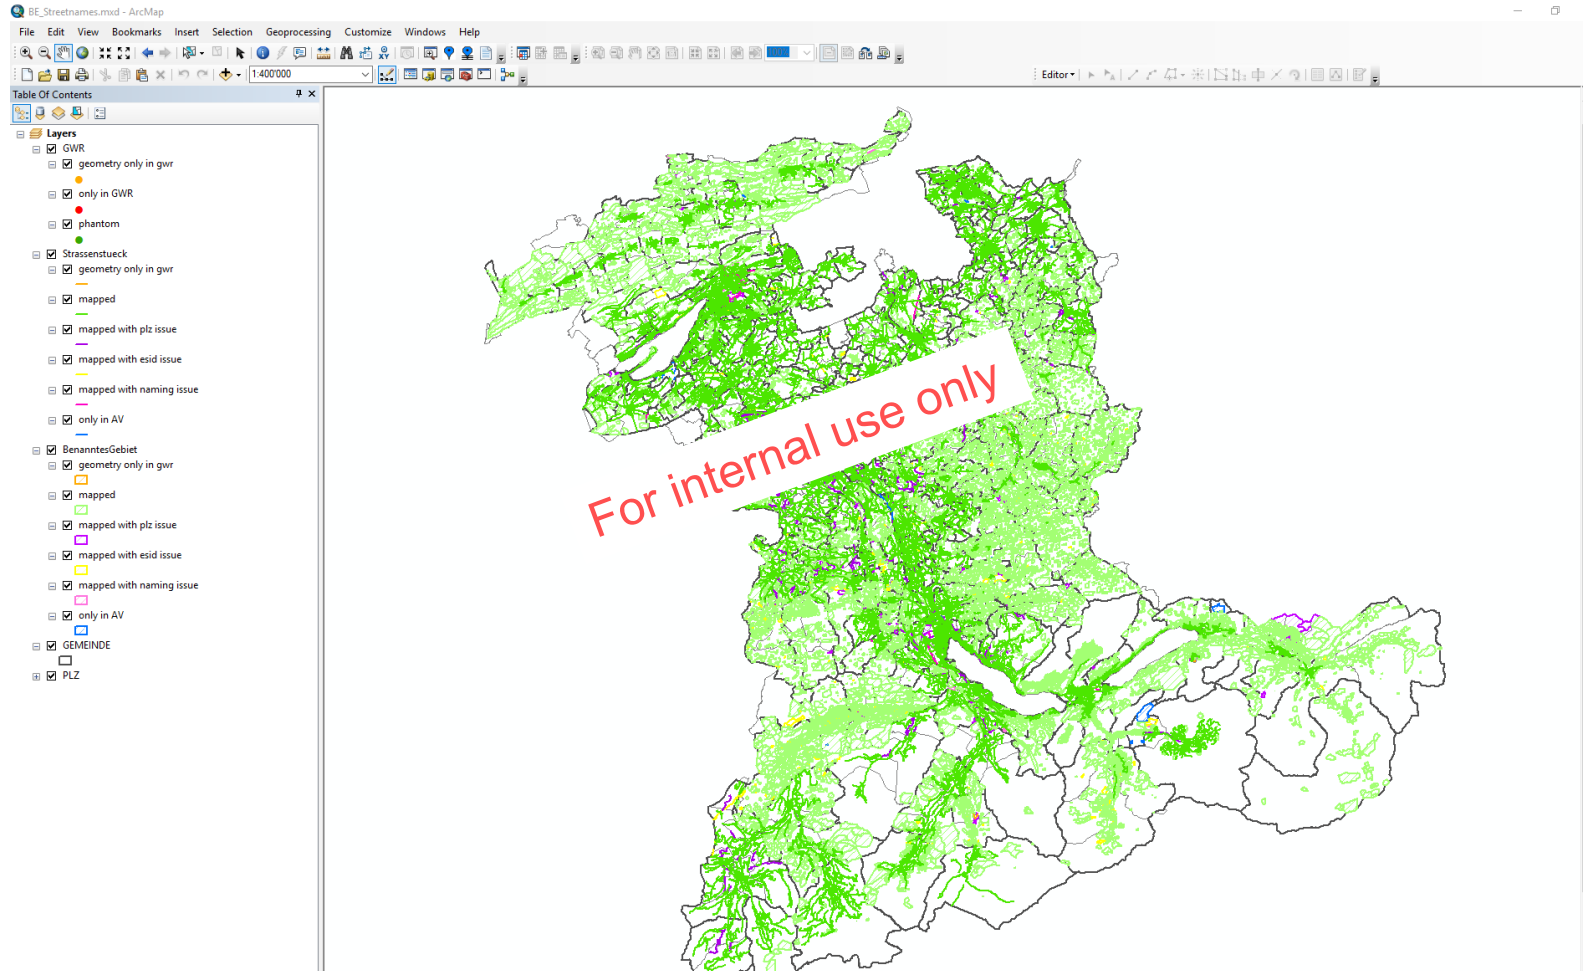 BE_Streetnames.mxd - ArcMap
File Edit View Bookmarks Insert Selection Geoprocessing Customize Windows Help
1:400'000
Editor
Table Of Contents
Layers
GWR
geometry only in gwr
only in GWR
phantom
Strassenstueck
geometry only in gwr
mapped
mapped with plz issue
mapped with esid issue
mapped with naming issue
only in AV
BenanntesGebiet
geometry only in gwr
mapped
mapped with plz issue
mapped with esid issue
mapped with naming issue
only in AV
GEMEINDE
PLZ
For internal use only